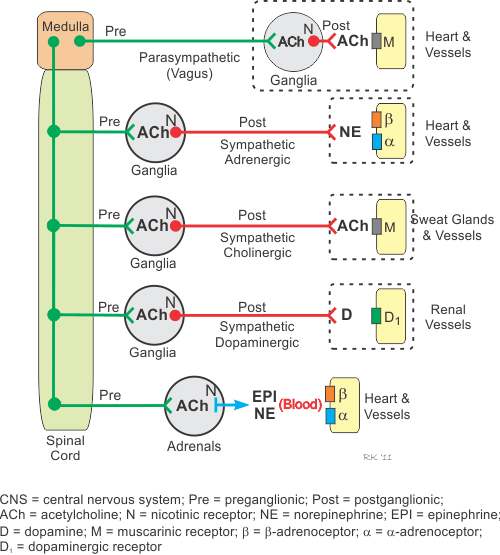 Medulla
Pre
Parasympathetic
(Vagus)
ACh
N
Ganglia
Post
ACh
M
Heart &
Vessels
Pre
ACh
N
Ganglia
Post
Sympathetic
Adrenergic
NE
β
α
Heart &
Vessels
Pre
ACh
N
Ganglia
Post
Sympathetic
Cholinergic
ACh
M
Sweat Glands
& Vessels
Pre
ACh
N
Ganglia
Post
Sympathetic
Dopaminergic
D
D₁
Renal
Vessels
Pre
ACh
N
Adrenals
EPI
NE
(Blood)
β
α
Heart &
Vessels
Spinal
Cord
RK '11
CNS = central nervous system; Pre = preganglionic; Post = postganglionic;
ACh = acetylcholine; N = nicotinic receptor; NE = norepinephrine; EPI = epinephrine;
D = dopamine; M = muscarinic receptor; β = β-adrenoceptor; α = α-adrenoceptor;
D₁ = dopaminergic receptor